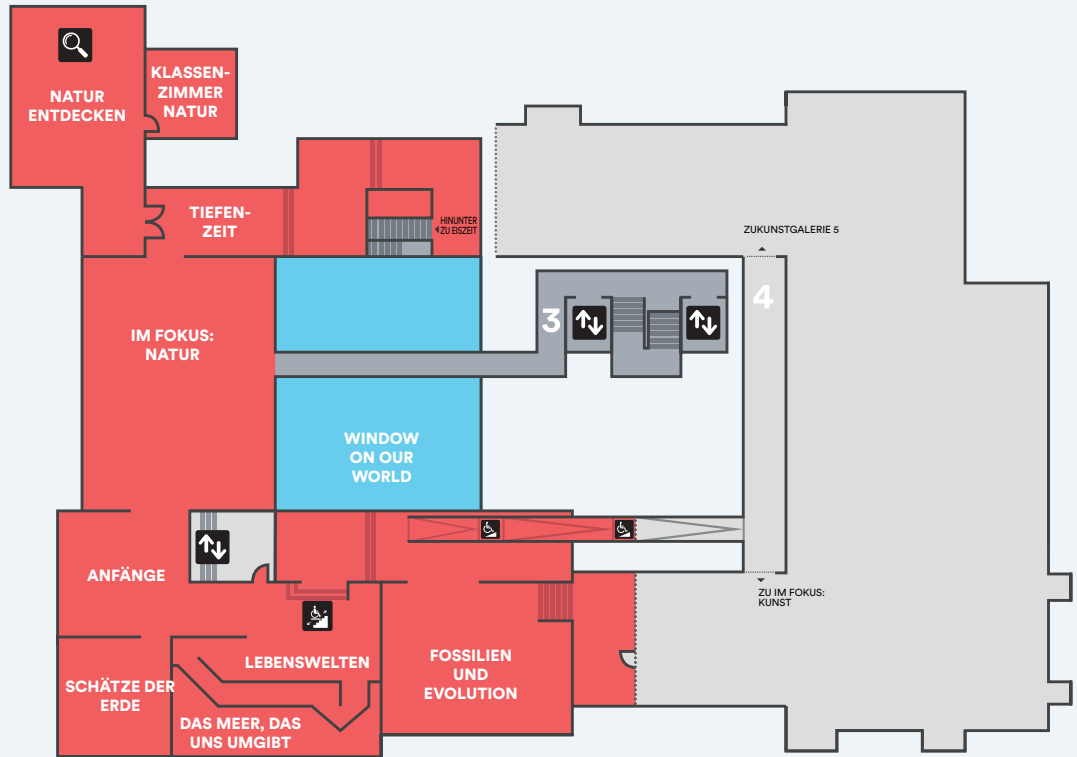 NATUR
ENTDECKEN
KLASSEN-
ZIMMER
NATUR
TIEFEN-
ZEIT
HINUNTER
ZU EISZEIT
ZUKUNSTGALERIE 5
3
4
IM FOKUS:
NATUR
WINDOW
ON OUR
WORLD
ANFÄNGE
ZU IM FOKUS:
KUNST
LEBENSWELTEN
FOSSILIEN
UND
EVOLUTION
SCHÄTZE DER
ERDE
DAS MEER, DAS
UNS UMGIBT